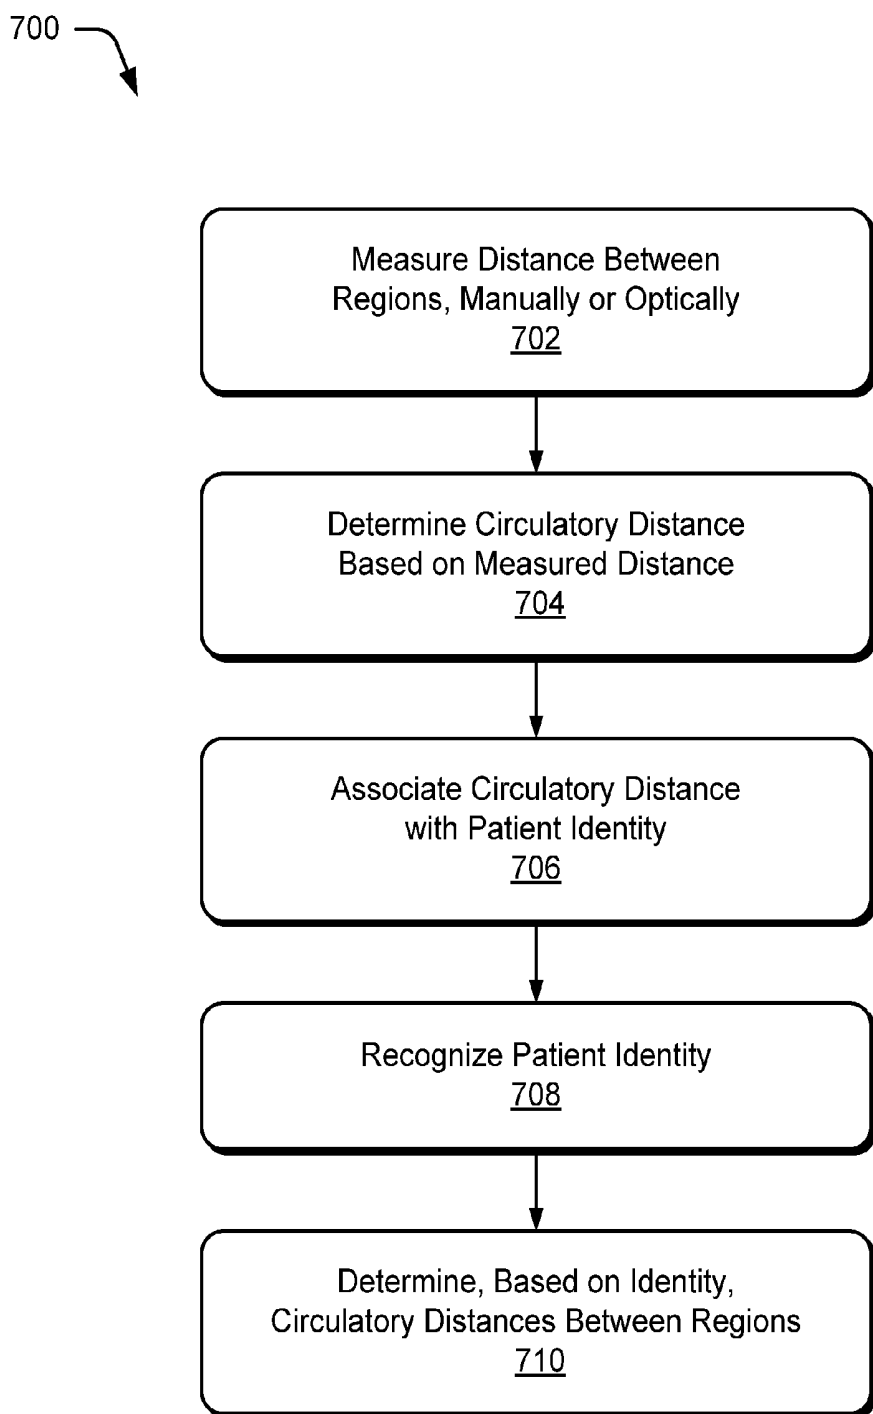 700
Measure Distance Between
Regions, Manually or Optically
702
Determine Circulatory Distance
Based on Measured Distance
704
Associate Circulatory Distance
with Patient Identity
706
Recognize Patient Identity
708
Determine, Based on Identity,
Circulatory Distances Between Regions
710